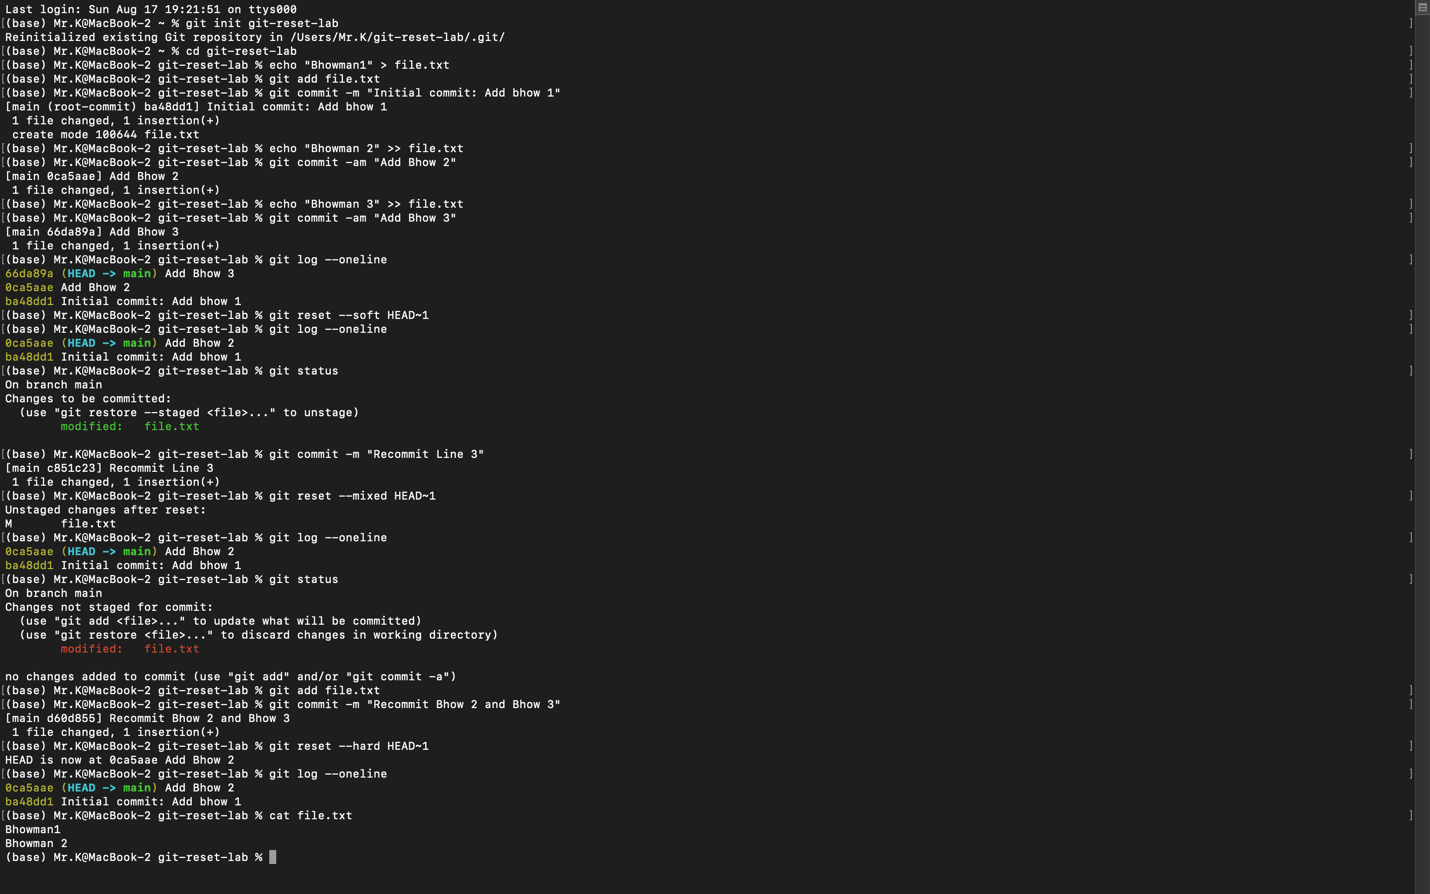 Last login: Sun Aug 17 19:21:51 on ttys000
[(base) Mr.K@MacBook-2 ~ % git init git-reset-lab ]
Reinitialized existing Git repository in /Users/Mr.K/git-reset-lab/.git/
[(base) Mr.K@MacBook-2 ~ % cd git-reset-lab ]
[(base) Mr.K@MacBook-2 git-reset-lab % echo "Bhowman1" > file.txt ]
[(base) Mr.K@MacBook-2 git-reset-lab % git add file.txt ]
[(base) Mr.K@MacBook-2 git-reset-lab % git commit -m "Initial commit: Add bhow 1" ]
[main (root-commit) ba48dd1] Initial commit: Add bhow 1
 1 file changed, 1 insertion(+)
 create mode 100644 file.txt
[(base) Mr.K@MacBook-2 git-reset-lab % echo "Bhowman 2" >> file.txt ]
[(base) Mr.K@MacBook-2 git-reset-lab % git commit -am "Add Bhow 2" ]
[main 0ca5aae] Add Bhow 2
 1 file changed, 1 insertion(+)
[(base) Mr.K@MacBook-2 git-reset-lab % echo "Bhowman 3" >> file.txt ]
[(base) Mr.K@MacBook-2 git-reset-lab % git commit -am "Add Bhow 3" ]
[main 66da89a] Add Bhow 3
 1 file changed, 1 insertion(+)
[(base) Mr.K@MacBook-2 git-reset-lab % git log --oneline ]
66da89a (HEAD -> main) Add Bhow 3
0ca5aae Add Bhow 2
ba48dd1 Initial commit: Add bhow 1
[(base) Mr.K@MacBook-2 git-reset-lab % git reset --soft HEAD~1 ]
[(base) Mr.K@MacBook-2 git-reset-lab % git log --oneline ]
0ca5aae (HEAD -> main) Add Bhow 2
ba48dd1 Initial commit: Add bhow 1
[(base) Mr.K@MacBook-2 git-reset-lab % git status ]
On branch main
Changes to be committed:
  (use "git restore --staged <file>..." to unstage)
        modified:   file.txt
[(base) Mr.K@MacBook-2 git-reset-lab % git commit -m "Recommit Line 3" ]
[main c851c23] Recommit Line 3
 1 file changed, 1 insertion(+)
[(base) Mr.K@MacBook-2 git-reset-lab % git reset --mixed HEAD~1 ]
Unstaged changes after reset:
M       file.txt
[(base) Mr.K@MacBook-2 git-reset-lab % git log --oneline ]
0ca5aae (HEAD -> main) Add Bhow 2
ba48dd1 Initial commit: Add bhow 1
[(base) Mr.K@MacBook-2 git-reset-lab % git status ]
On branch main
Changes not staged for commit:
  (use "git add <file>..." to update what will be committed)
  (use "git restore <file>..." to discard changes in working directory)
        modified:   file.txt
no changes added to commit (use "git add" and/or "git commit -a")
[(base) Mr.K@MacBook-2 git-reset-lab % git add file.txt ]
[(base) Mr.K@MacBook-2 git-reset-lab % git commit -m "Recommit Bhow 2 and Bhow 3" ]
[main d60d855] Recommit Bhow 2 and Bhow 3
 1 file changed, 1 insertion(+)
[(base) Mr.K@MacBook-2 git-reset-lab % git reset --hard HEAD~1 ]
HEAD is now at 0ca5aae Add Bhow 2
[(base) Mr.K@MacBook-2 git-reset-lab % git log --oneline ]
0ca5aae (HEAD -> main) Add Bhow 2
ba48dd1 Initial commit: Add bhow 1
[(base) Mr.K@MacBook-2 git-reset-lab % cat file.txt ]
Bhowman1
Bhowman 2
(base) Mr.K@MacBook-2 git-reset-lab %